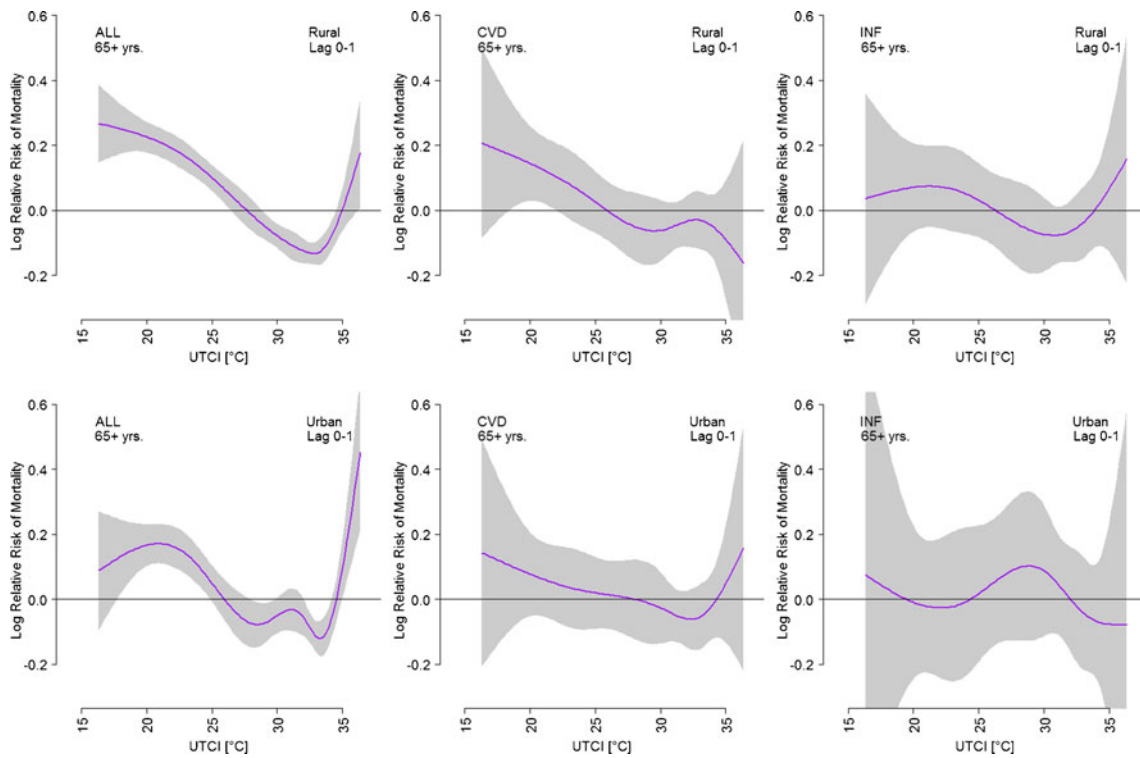 ALL Rural
65+ yrs. Lag 0-1
Log Relative Risk of Mortality
0.6
0.4
0.2
0.0
-0.2
15 20 25 30 35
UTCI [°C]
CVD Rural
65+ yrs. Lag 0-1
Log Relative Risk of Mortality
0.6
0.4
0.2
0.0
-0.2
15 20 25 30 35
UTCI [°C]
INF Rural
65+ yrs. Lag 0-1
Log Relative Risk of Mortality
0.6
0.4
0.2
0.0
-0.2
15 20 25 30 35
UTCI [°C]
ALL Urban
65+ yrs. Lag 0-1
Log Relative Risk of Mortality
0.6
0.4
0.2
0.0
-0.2
15 20 25 30 35
UTCI [°C]
CVD Urban
65+ yrs. Lag 0-1
Log Relative Risk of Mortality
0.6
0.4
0.2
0.0
-0.2
15 20 25 30 35
UTCI [°C]
INF Urban
65+ yrs. Lag 0-1
Log Relative Risk of Mortality
0.6
0.4
0.2
0.0
-0.2
15 20 25 30 35
UTCI [°C]